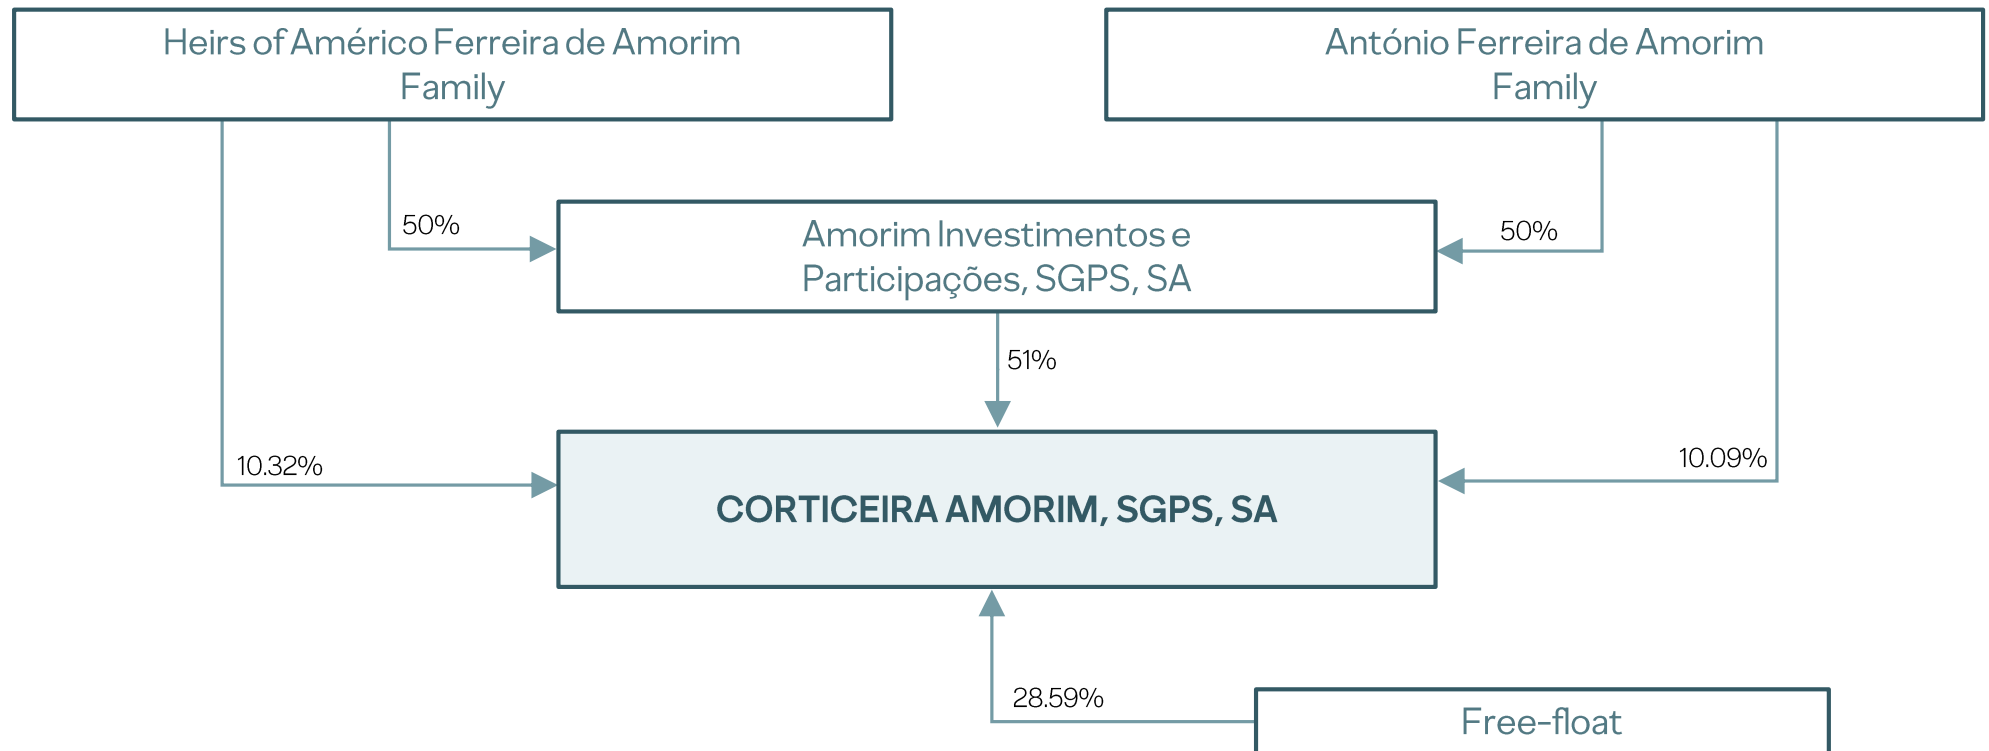 Heirs of Américo Ferreira de Amorim
Family
António Ferreira de Amorim
Family
50%
Amorim Investimentos e
Participações, SGPS, SA
50%
51%
10.32%
CORTICEIRA AMORIM, SGPS, SA
10.09%
28.59%
Free-float